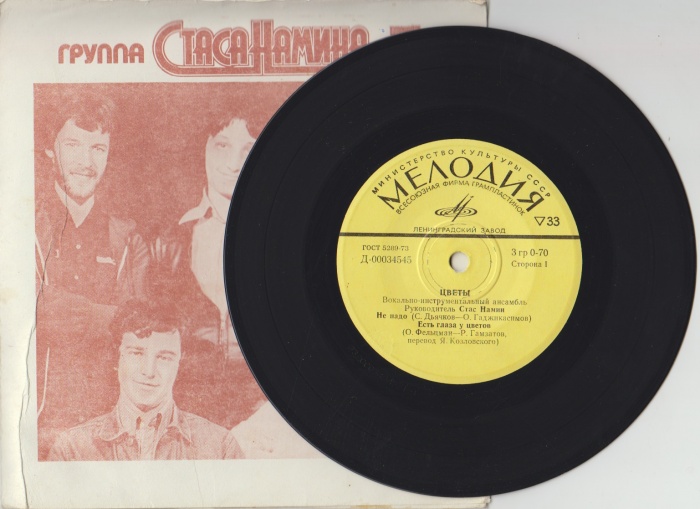 ГРУППА СТАСА НАМИНА
МИНИСТЕРСТВО КУЛЬТУРЫ СССР
МЕЛОДИЯ
ВСЕСОЮЗНАЯ ФИРМА ГРАМПЛАСТИНОК
▽33
ЛЕНИНГРАДСКИЙ ЗАВОД
ГОСТ 5289-73
3 гр 0-70
Д-00034545
Сторона 1
ЦВЕТЫ
Вокально-инструментальный ансамбль
Руководитель Стас Намин
Не надо (С. Дьячков—О. Гаджикасимов)
Есть глаза у цветов
(О. Фельцман—Р. Гамзатов,
перевод Я. Козловского)